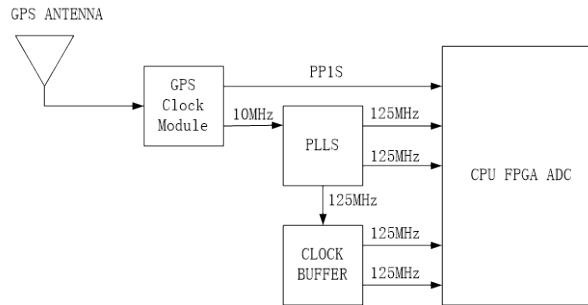 GPS ANTENNA
GPS
Clock
Module
PP1S
10MHz
PLLS
125MHz
125MHz
125MHz
CLOCK
BUFFER
125MHz
125MHz
CPU FPGA ADC